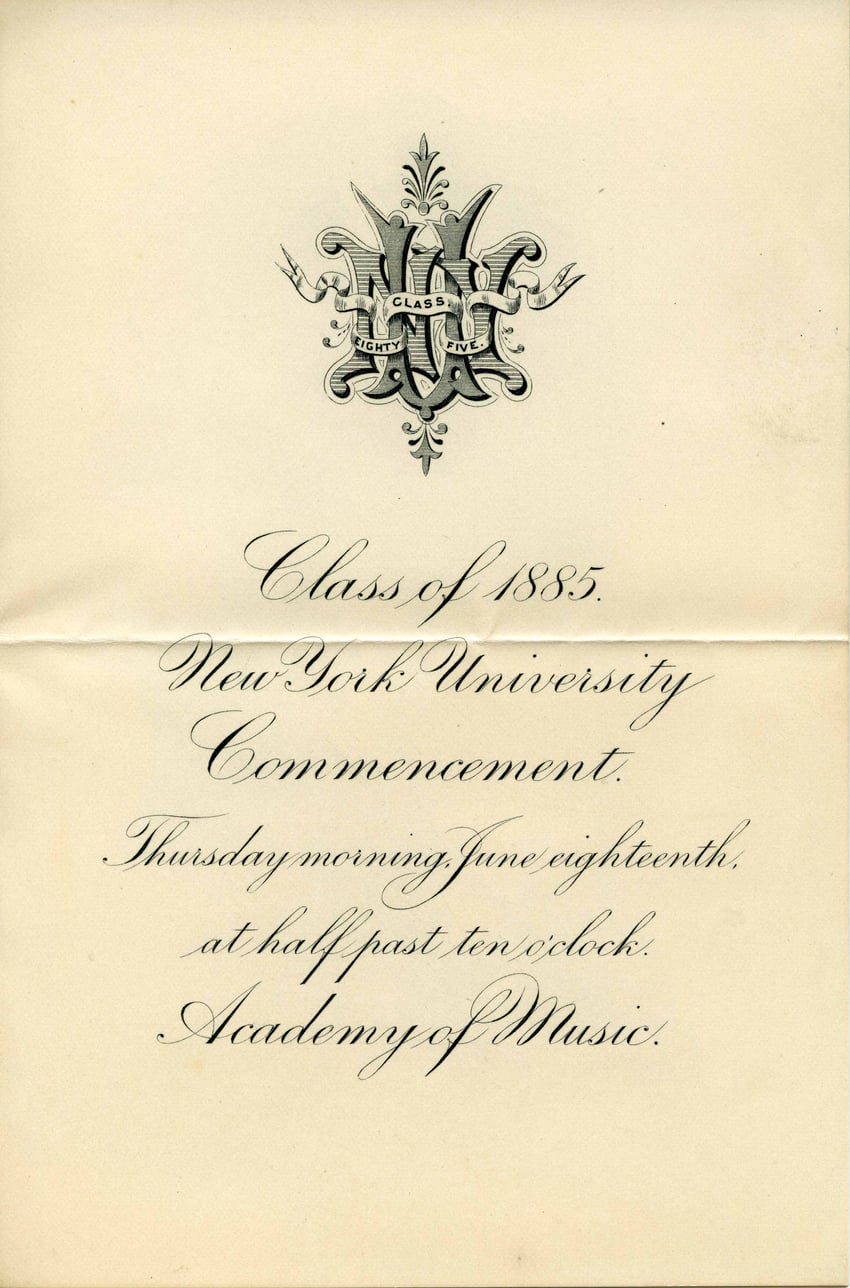 NYU
CLASS.
EIGHTY FIVE.
Class of 1885.
New York University
Commencement.
Thursday morning, June eighteenth,
at half past ten o'clock.
Academy of Music.